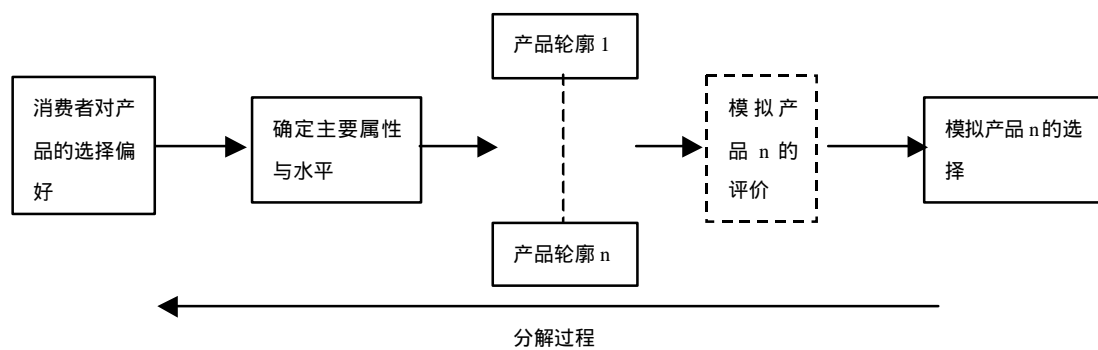 消费者对产
品的选择偏
好
确定主要属性
与水平
产品轮廓 1
产品轮廓 n
模拟产
品 n 的
评价
模拟产品 n 的选
择
分解过程